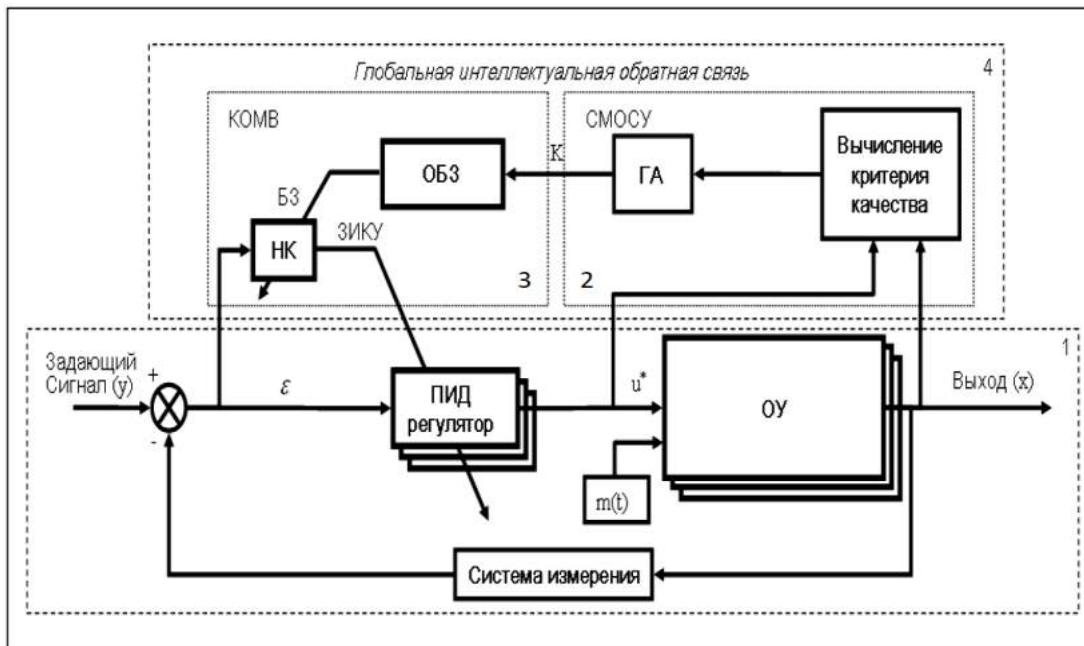 Глобальная интеллектуальная обратная связь
4
КОМВ
СМОСУ
ОБЗ
K
ГА
Вычисление
критерия
качества
БЗ
НК
ЗИКУ
3
2
1
Задающий
Сигнал (y)
+
-
ε
ПИД
регулятор
u*
ОУ
Выход (x)
m(t)
Система измерения